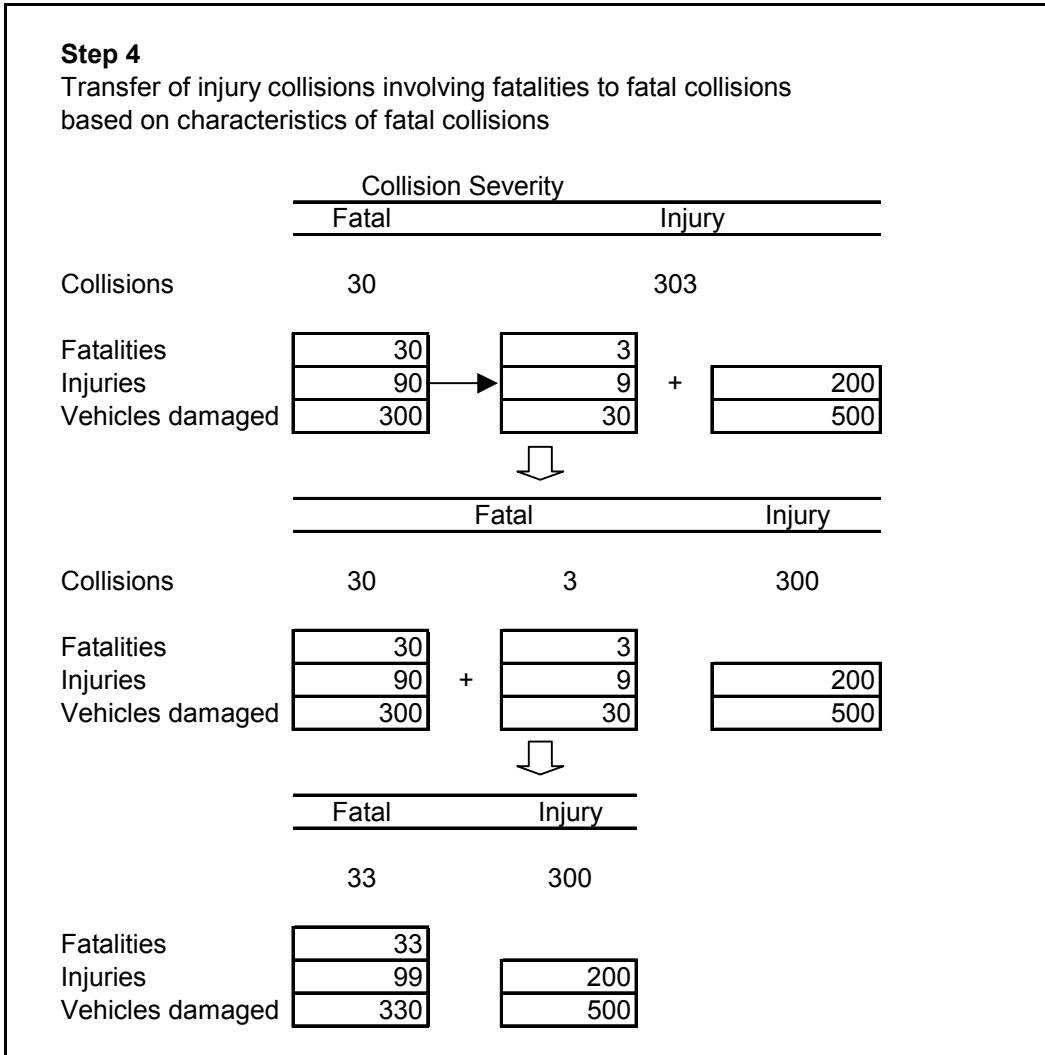 Step 4
Transfer of injury collisions involving fatalities to fatal collisions
based on characteristics of fatal collisions
Collision Severity
Fatal Injury
Collisions 30 303
Fatalities 30 3
Injuries 90 9 + 200
Vehicles damaged 300 30 500
Fatal Injury
Collisions 30 3 300
Fatalities 30 3
Injuries 90 + 9 200
Vehicles damaged 300 30 500
Fatal Injury
33 300
Fatalities 33
Injuries 99 200
Vehicles damaged 330 500